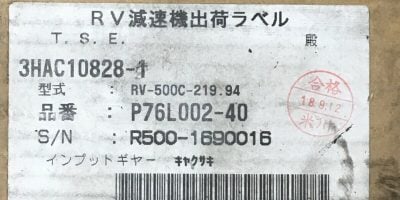 RV減速機出荷ラベル
T.S.E. 殿
3HAC10828-1
型式 : RV-500C-219.94
品番 : P76L002-40
S/N : R500-1690016
インプットギヤー キャクサキ
合格
18.9.12